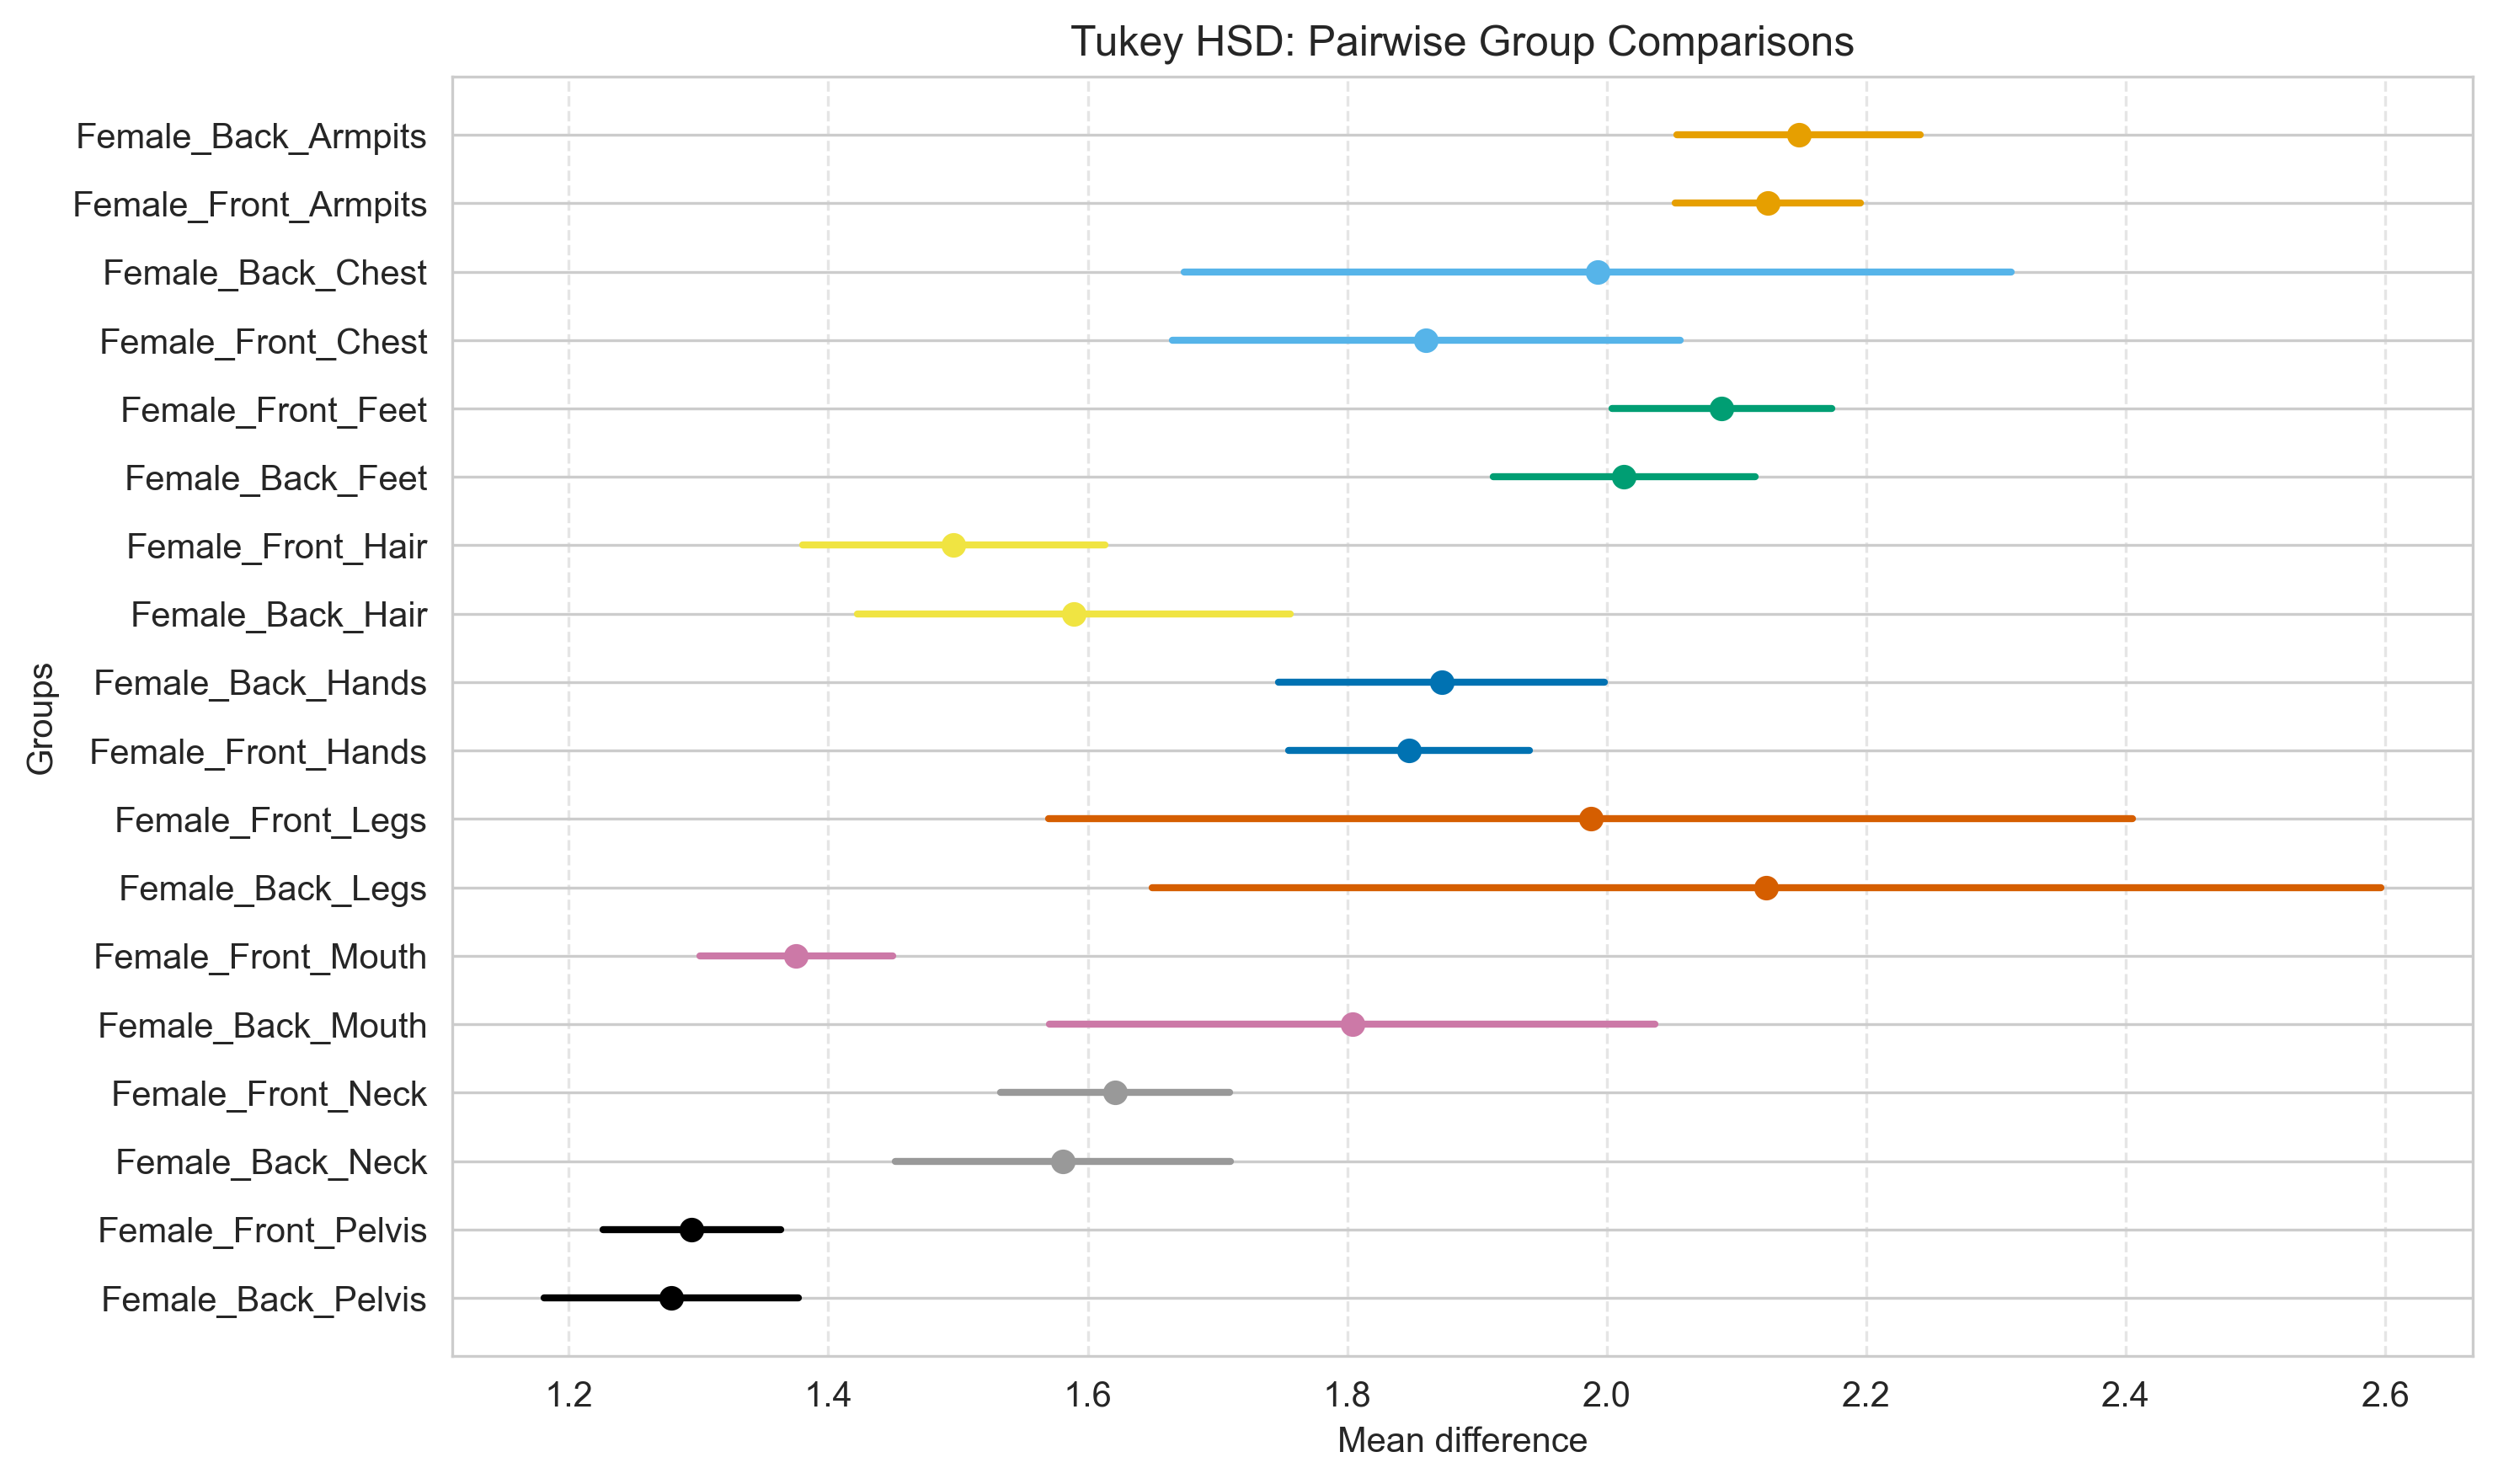 Tukey HSD: Pairwise Group Comparisons
Groups
Female_Back_Armpits
Female_Front_Armpits
Female_Back_Chest
Female_Front_Chest
Female_Front_Feet
Female_Back_Feet
Female_Front_Hair
Female_Back_Hair
Female_Back_Hands
Female_Front_Hands
Female_Front_Legs
Female_Back_Legs
Female_Front_Mouth
Female_Back_Mouth
Female_Front_Neck
Female_Back_Neck
Female_Front_Pelvis
Female_Back_Pelvis
1.2 1.4 1.6 1.8 2.0 2.2 2.4 2.6
Mean difference